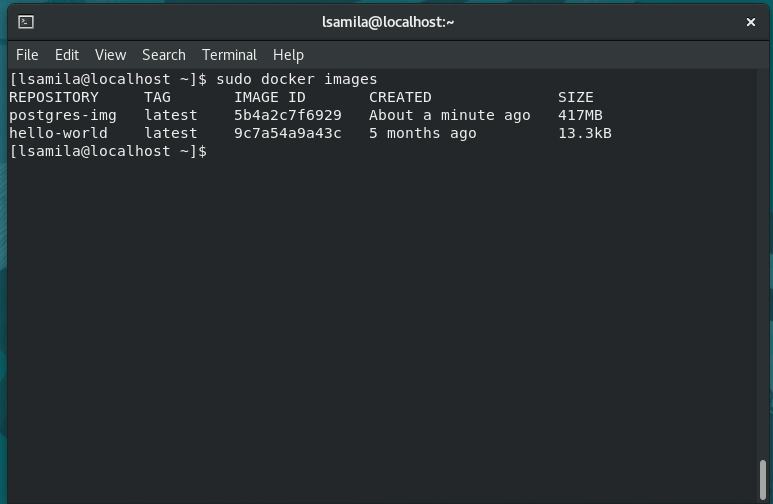 lsamila@localhost:~
File Edit View Search Terminal Help
[lsamila@localhost ~]$ sudo docker images
REPOSITORY     TAG       IMAGE ID       CREATED              SIZE
postgres-img   latest    5b4a2c7f6929   About a minute ago   417MB
hello-world    latest    9c7a54a9a43c   5 months ago         13.3kB
[lsamila@localhost ~]$